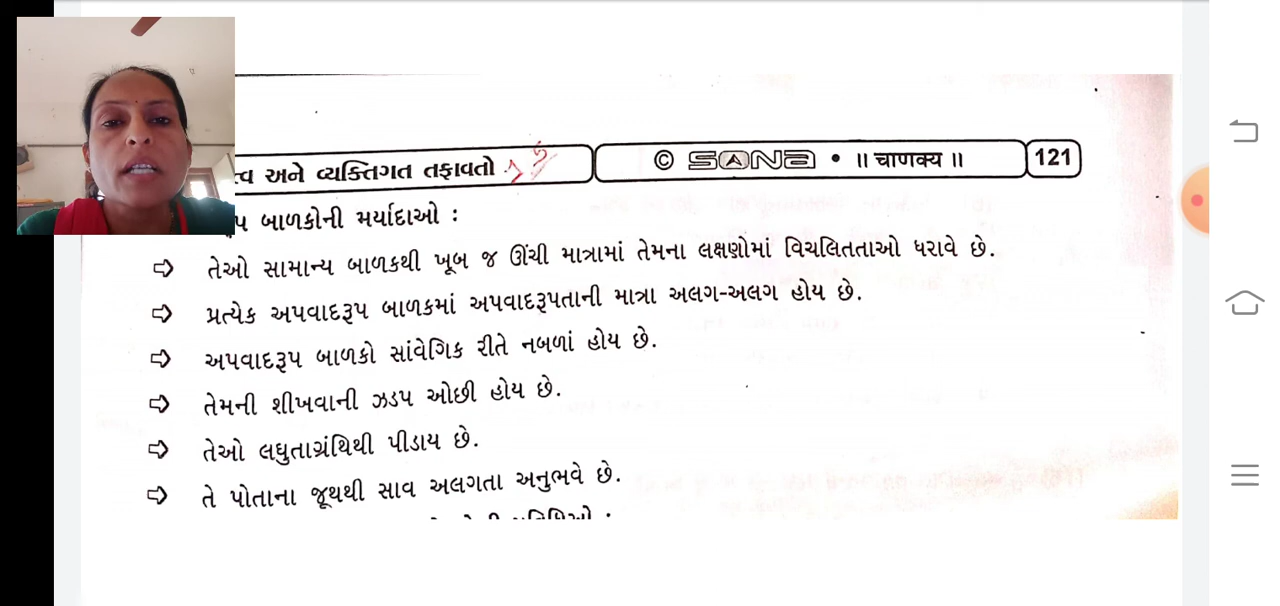 અને વ્યક્તિગત તફાવતો
© SANA • ॥ चाणक्य ॥ 121
બાળકોની મર્યાદાઓ :
⇨ તેઓ સામાન્ય બાળકથી ખૂબ જ ઊંચી માત્રામાં તેમના લક્ષણોમાં વિચલિતતાઓ ધરાવે છે.
⇨ પ્રત્યેક અપવાદરૂપ બાળકમાં અપવાદરૂપતાની માત્રા અલગ-અલગ હોય છે.
⇨ અપવાદરૂપ બાળકો સાંવેગિક રીતે નબળાં હોય છે.
⇨ તેમની શીખવાની ઝડપ ઓછી હોય છે.
⇨ તેઓ લઘુતાગ્રંથિથી પીડાય છે.
⇨ તે પોતાના જૂથથી સાવ અલગતા અનુભવે છે.